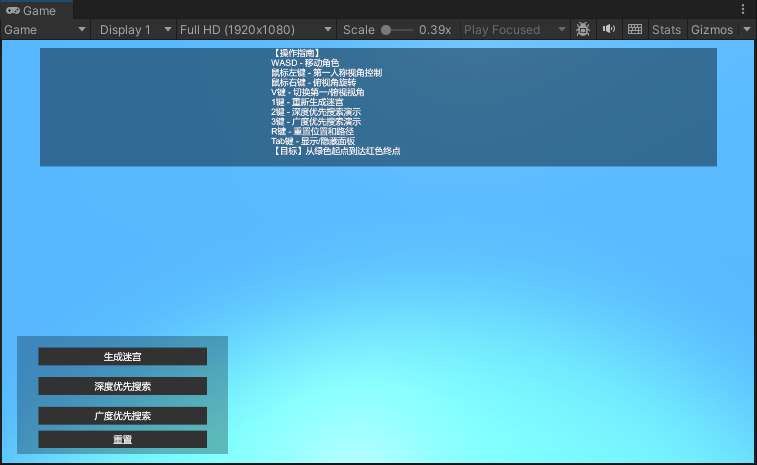 Game
Game Display 1 Full HD (1920x1080) Scale 0.39x Play Focused Stats Gizmos
【操作指南】
WASD - 移动角色
鼠标左键 - 第一人称视角控制
鼠标右键 - 俯视角旋转
V键 - 切换第一/俯视视角
1键 - 重新生成迷宫
2键 - 深度优先搜索演示
3键 - 广度优先搜索演示
R键 - 重置位置和路径
Tab键 - 显示/隐藏面板
【目标】从绿色起点到达红色终点
生成迷宫
深度优先搜索
广度优先搜索
重置